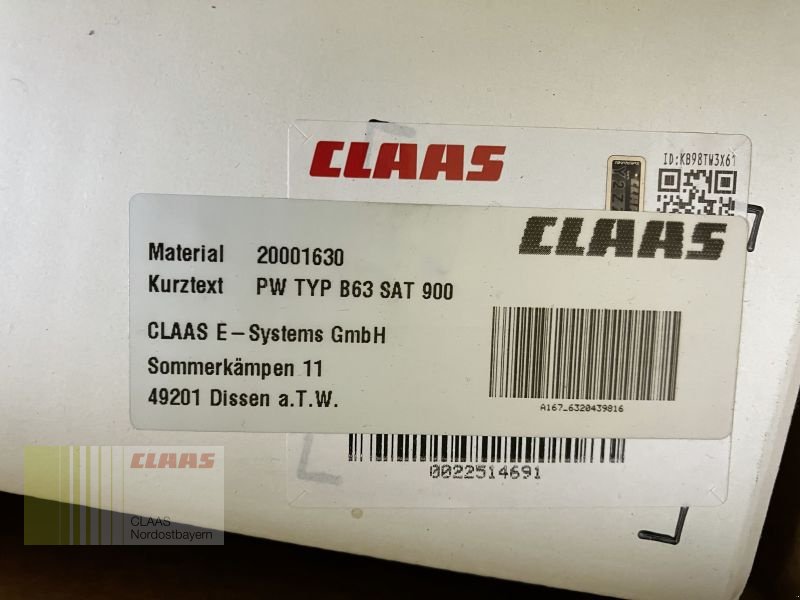 CLAAS
ID:KB98TW3X61
CLAAS
Material 20001630
Kurztext PW TYP B63 SAT 900
CLAAS E-Systems GmbH
Sommerkämpen 11
49201 Dissen a.T.W.
A167_6320439816
0022514691
CLAAS
CLAAS
Nordostbayern